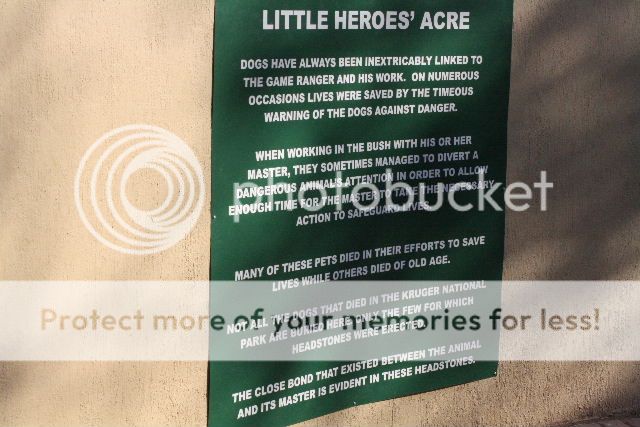 LITTLE HEROES' ACRE
DOGS HAVE ALWAYS BEEN INEXTRICABLY LINKED TO
THE GAME RANGER AND HIS WORK. ON NUMEROUS
OCCASIONS LIVES WERE SAVED BY THE TIMEOUS
WARNING OF THE DOGS AGAINST DANGER.
WHEN WORKING IN THE BUSH WITH HIS OR HER
MASTER, THEY SOMETIMES MANAGED TO DIVERT A
DANGEROUS ANIMAL'S ATTENTION IN ORDER TO ALLOW
ENOUGH TIME FOR THE MASTER TO TAKE THE NECESSARY
ACTION TO SAFEGUARD LIVES.
photobucket
MANY OF THESE PETS DIED IN THEIR EFFORTS TO SAVE
LIVES WHILE OTHERS DIED OF OLD AGE.
NOT ALL THE DOGS THAT DIED IN THE KRUGER NATIONAL
PARK ARE BURIED HERE, ONLY THE FEW FOR WHICH
HEADSTONES WERE ERECTED.
Protect more of your memories for less!
THE CLOSE BOND THAT EXISTED BETWEEN THE ANIMAL
AND ITS MASTER IS EVIDENT IN THESE HEADSTONES.